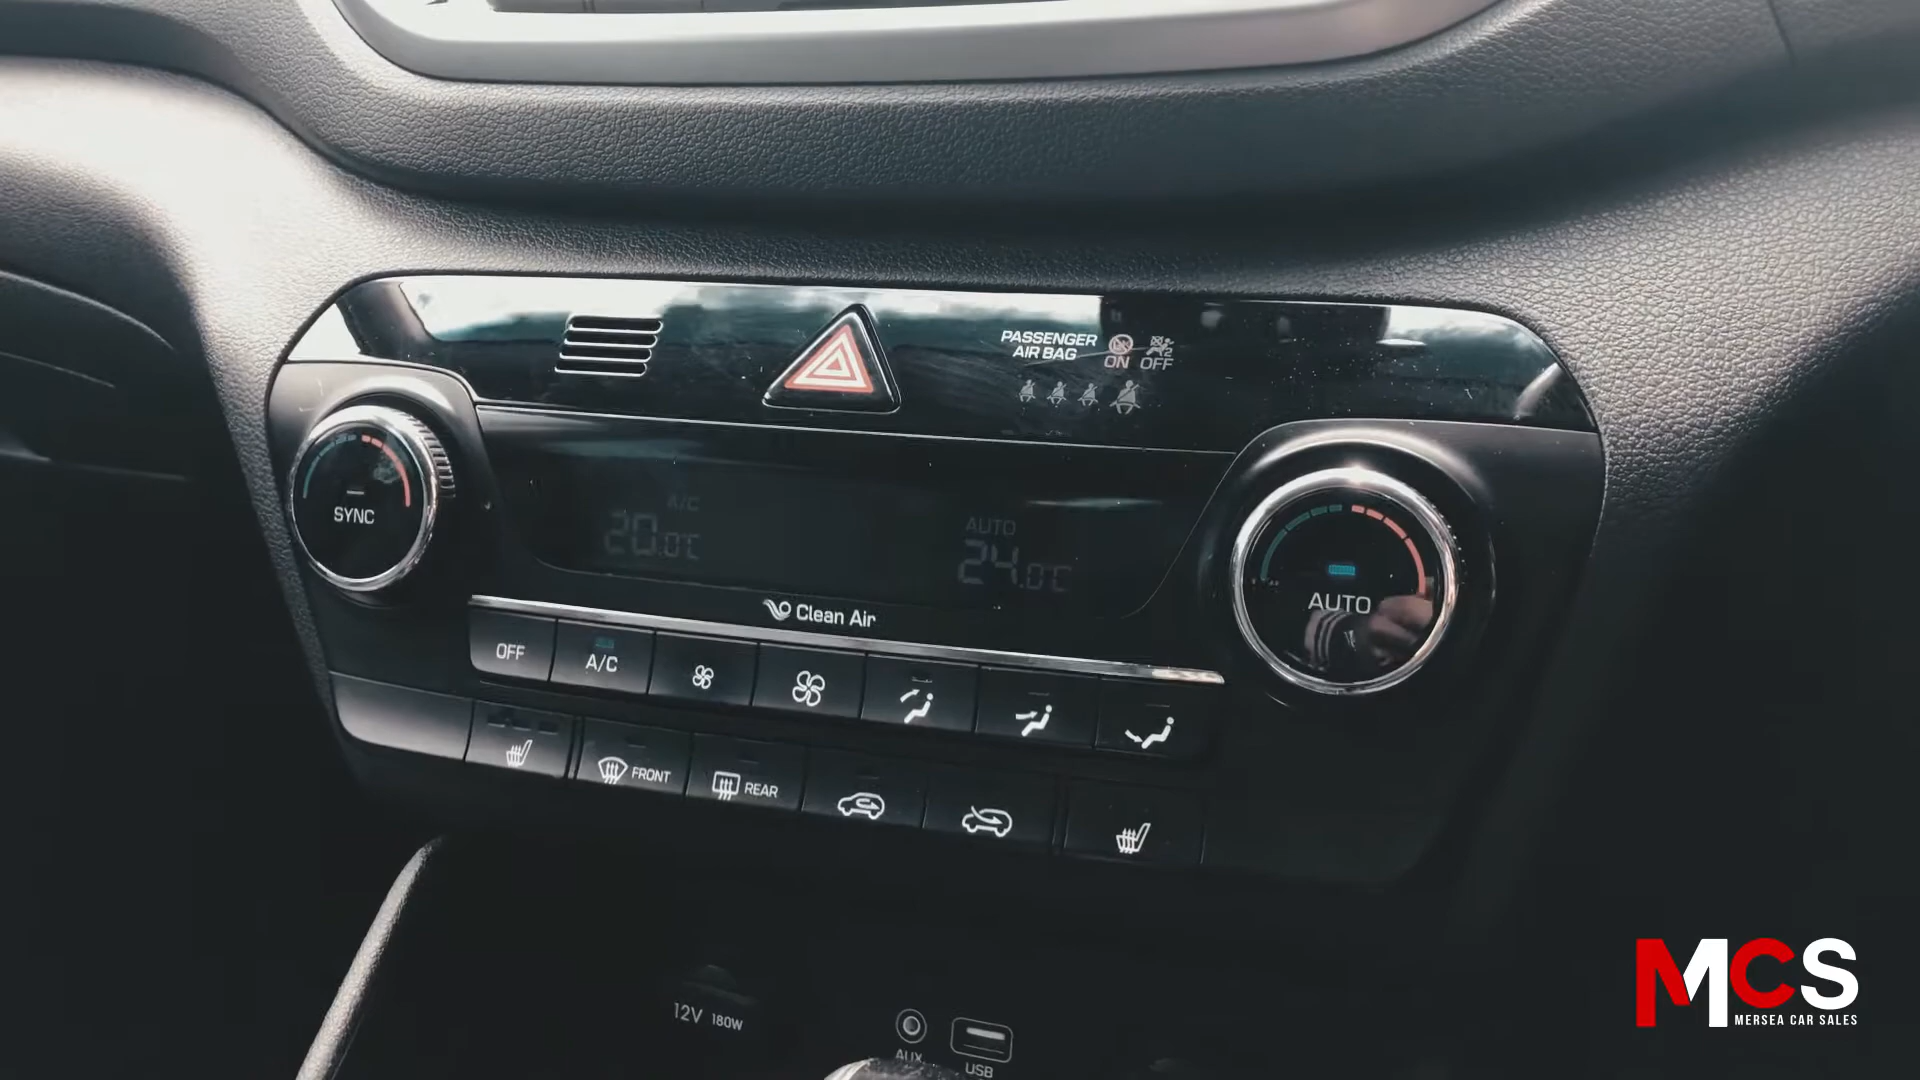 PASSENGER
AIR BAG
ON OFF
SYNC
A/C
20.0°C
AUTO
24.0°C
AUTO
Clean Air
OFF
A/C
FRONT
REAR
12V 180W
AUX
USB
MCS
MERSEA CAR SALES